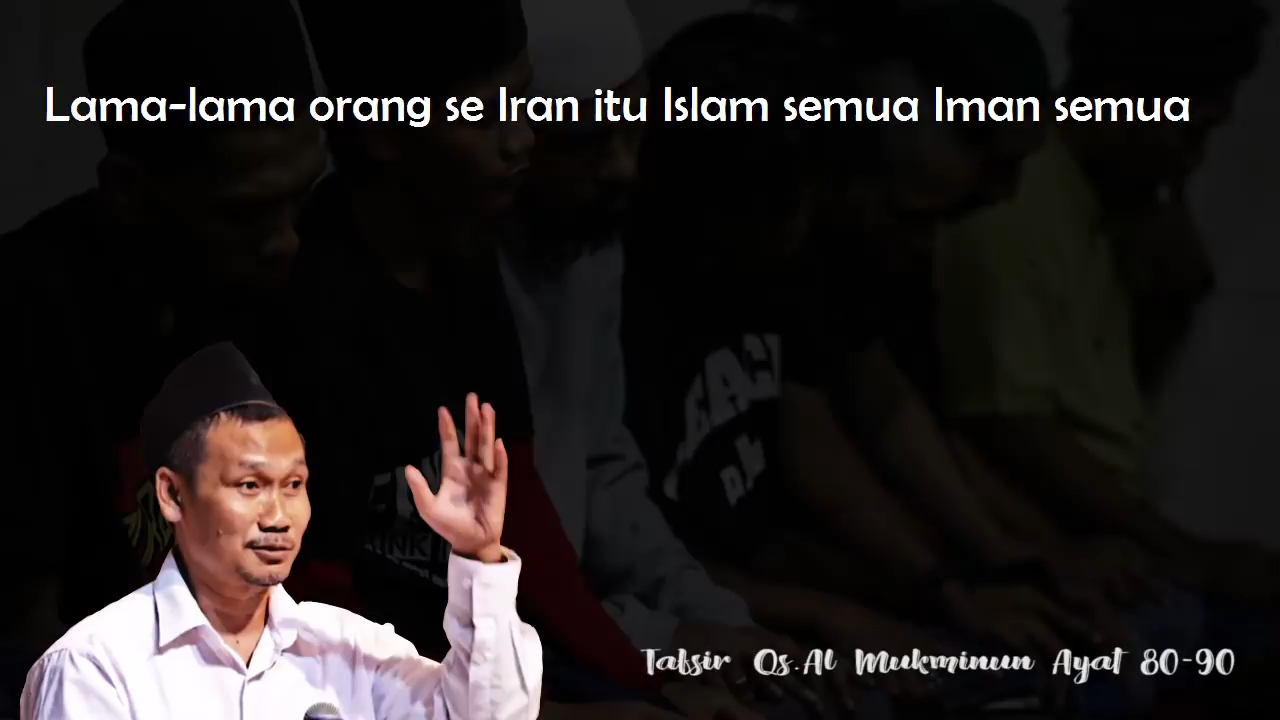 Lama-lama orang se Iran itu Islam semua Iman semua
Tafsir Qs.Al Mukminun Ayat 80-90